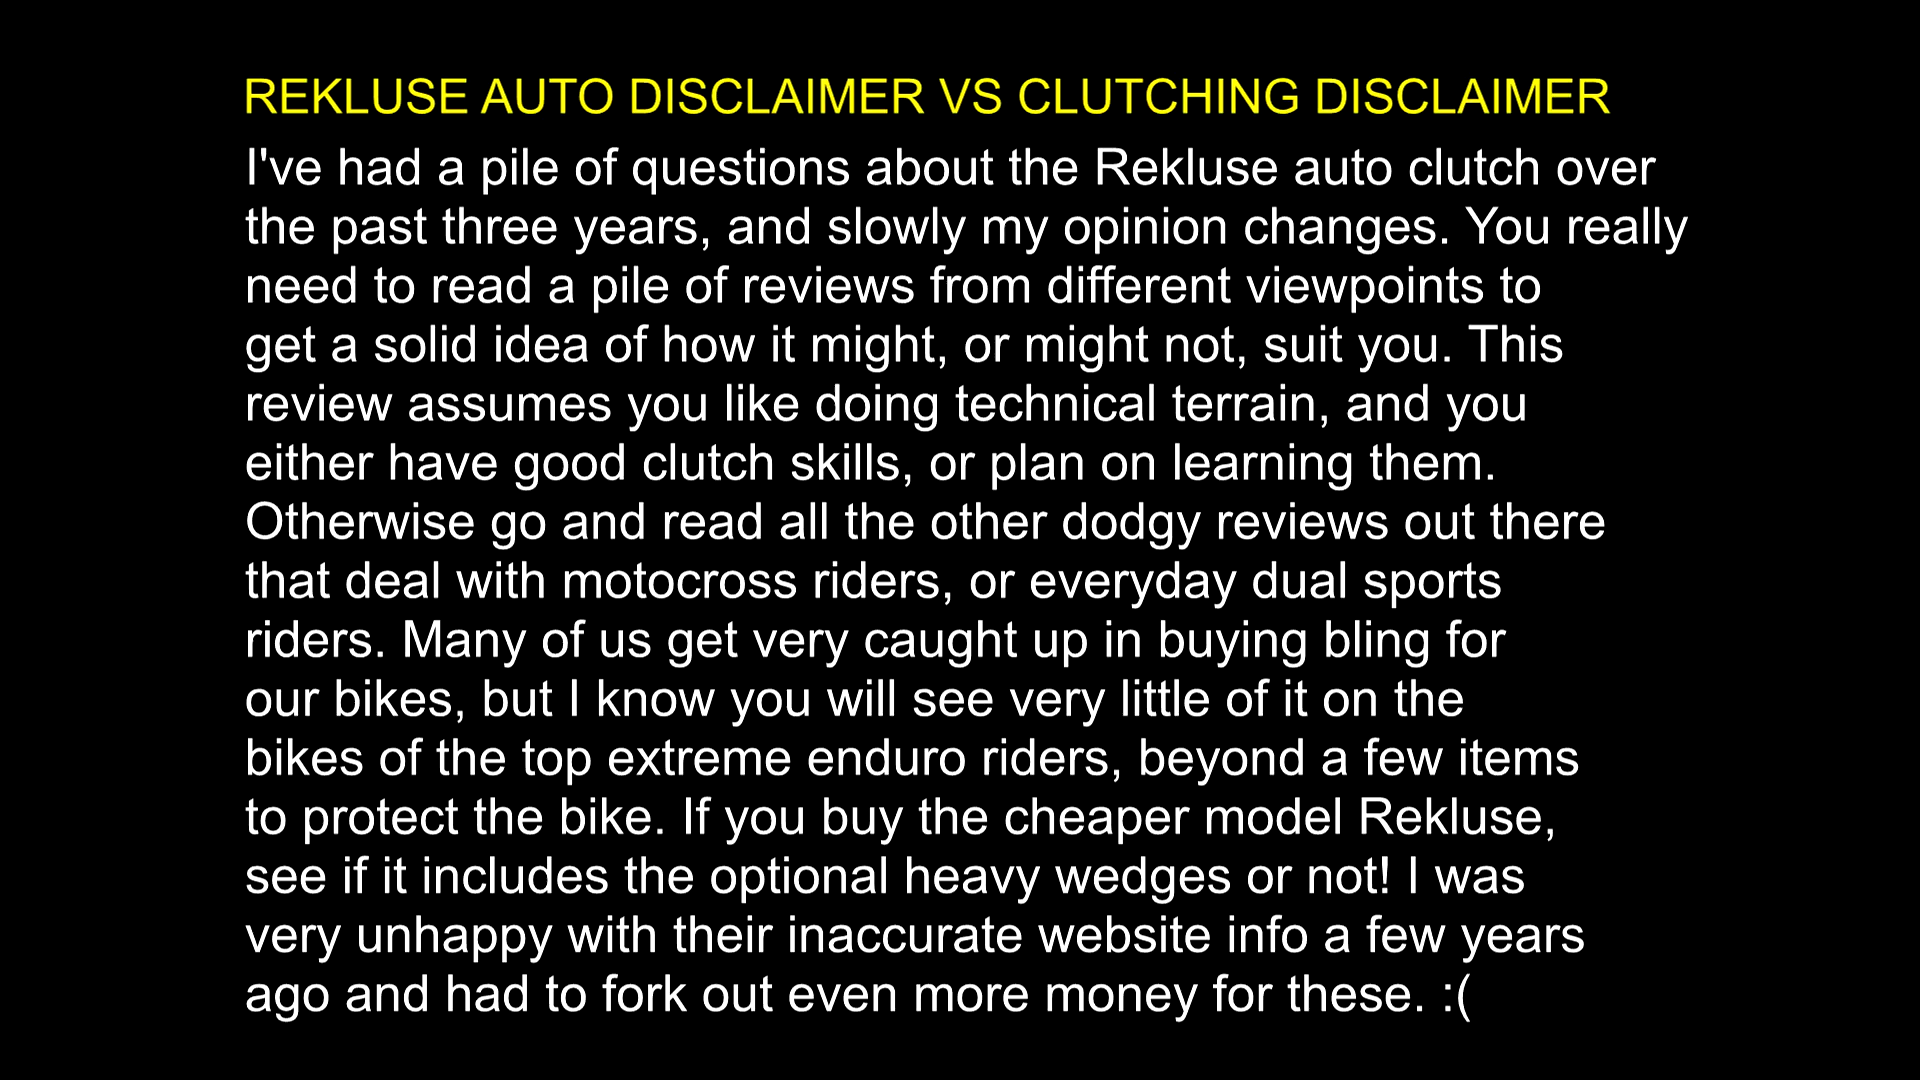 REKLUSE AUTO DISCLAIMER VS CLUTCHING DISCLAIMER
I've had a pile of questions about the Rekluse auto clutch over
the past three years, and slowly my opinion changes. You really
need to read a pile of reviews from different viewpoints to
get a solid idea of how it might, or might not, suit you. This
review assumes you like doing technical terrain, and you
either have good clutch skills, or plan on learning them.
Otherwise go and read all the other dodgy reviews out there
that deal with motocross riders, or everyday dual sports
riders. Many of us get very caught up in buying bling for
our bikes, but I know you will see very little of it on the
bikes of the top extreme enduro riders, beyond a few items
to protect the bike. If you buy the cheaper model Rekluse,
see if it includes the optional heavy wedges or not! I was
very unhappy with their inaccurate website info a few years
ago and had to fork out even more money for these. :(